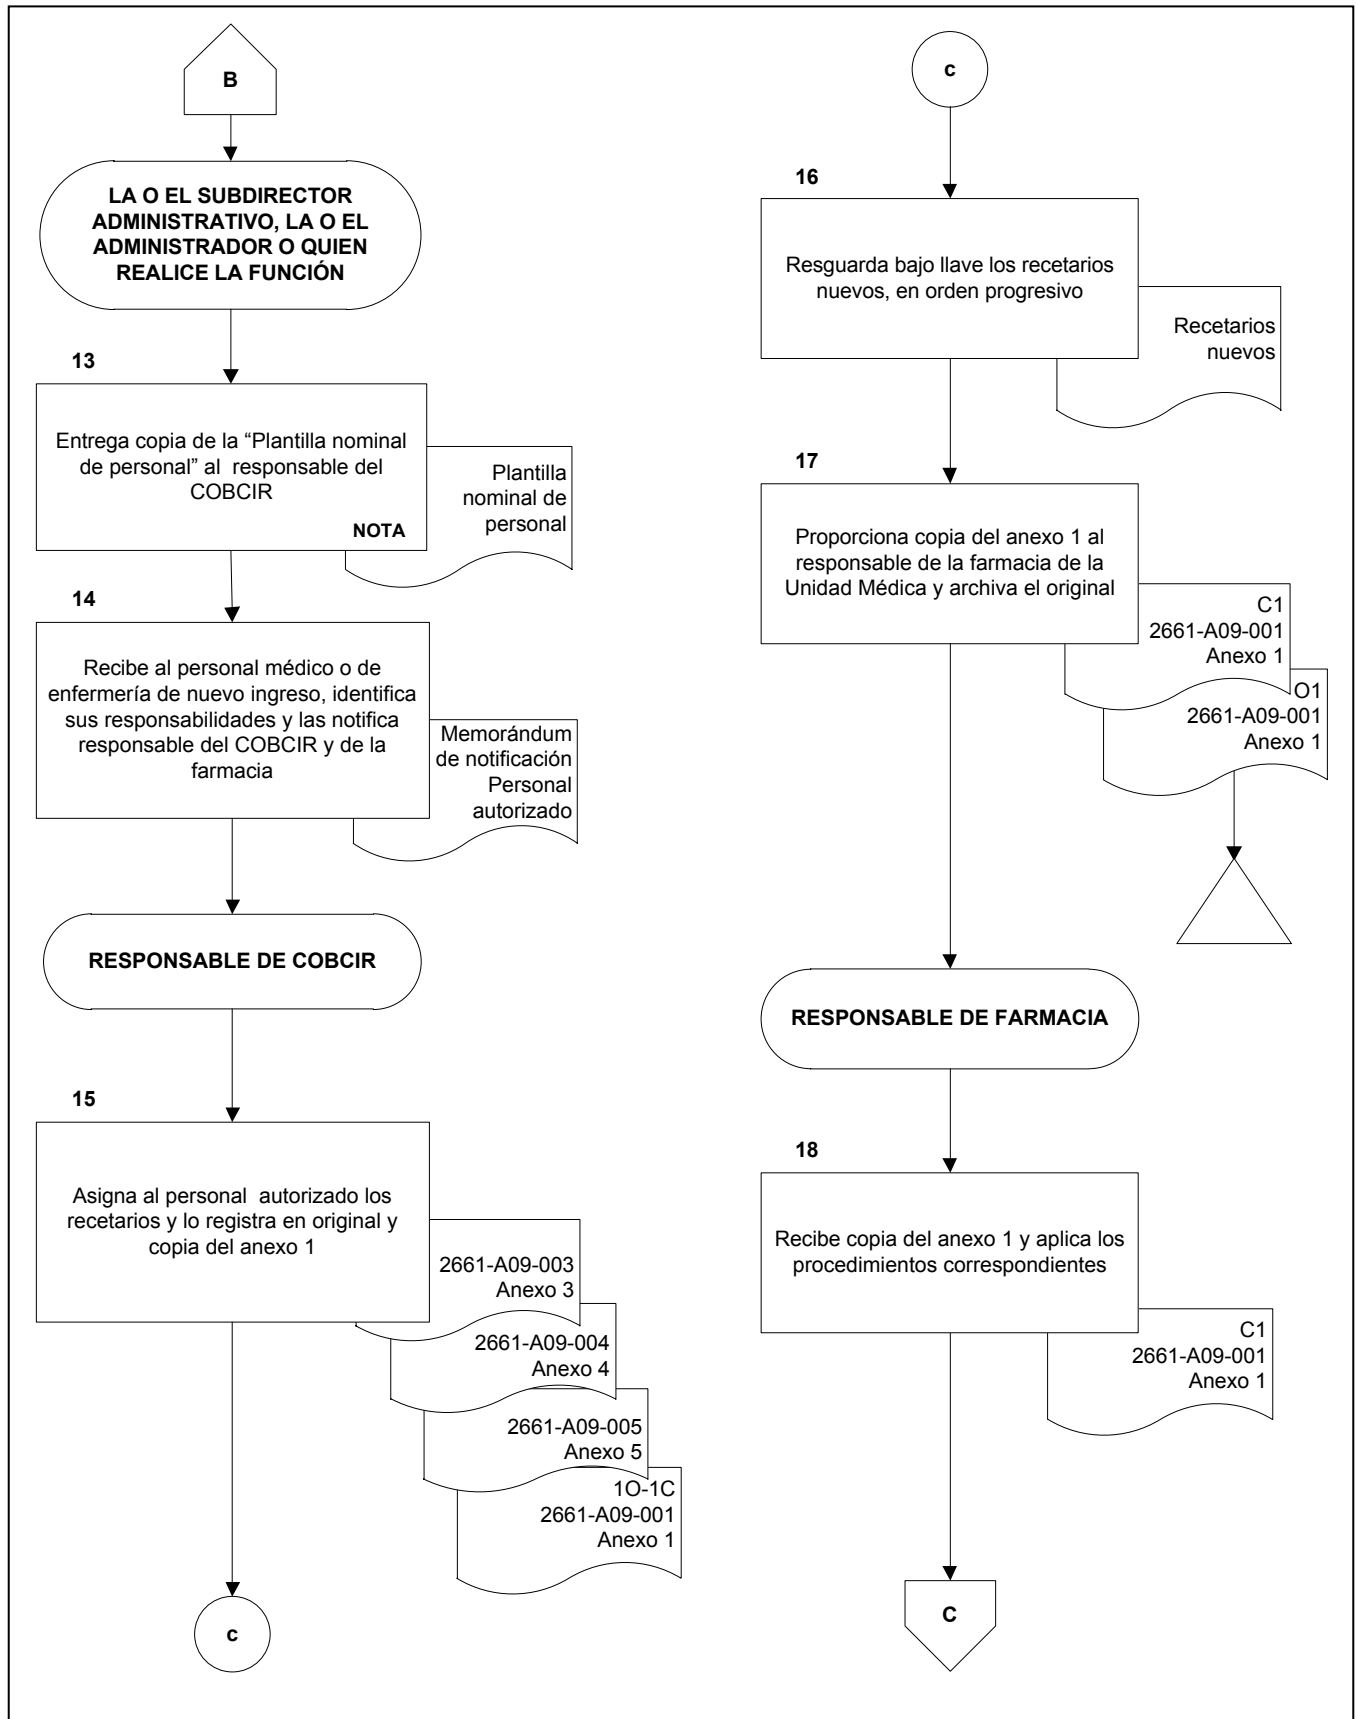 B
LA O EL SUBDIRECTOR
ADMINISTRATIVO, LA O EL
ADMINISTRADOR O QUIEN
REALICE LA FUNCIÓN
13
Entrega copia de la “Plantilla nominal
de personal” al responsable del
COBCIR
NOTA
Plantilla
nominal de
personal
14
Recibe al personal médico o de
enfermería de nuevo ingreso, identifica
sus responsabilidades y las notifica
responsable del COBCIR y de la
farmacia
Memorándum
de notificación
Personal
autorizado
RESPONSABLE DE COBCIR
15
Asigna al personal autorizado los
recetarios y lo registra en original y
copia del anexo 1
2661-A09-003
Anexo 3
2661-A09-004
Anexo 4
2661-A09-005
Anexo 5
1O-1C
2661-A09-001
Anexo 1
c
c
16
Resguarda bajo llave los recetarios
nuevos, en orden progresivo
Recetarios
nuevos
17
Proporciona copia del anexo 1 al
responsable de la farmacia de la
Unidad Médica y archiva el original
C1
2661-A09-001
Anexo 1
O1
2661-A09-001
Anexo 1
RESPONSABLE DE FARMACIA
18
Recibe copia del anexo 1 y aplica los
procedimientos correspondientes
C1
2661-A09-001
Anexo 1
C